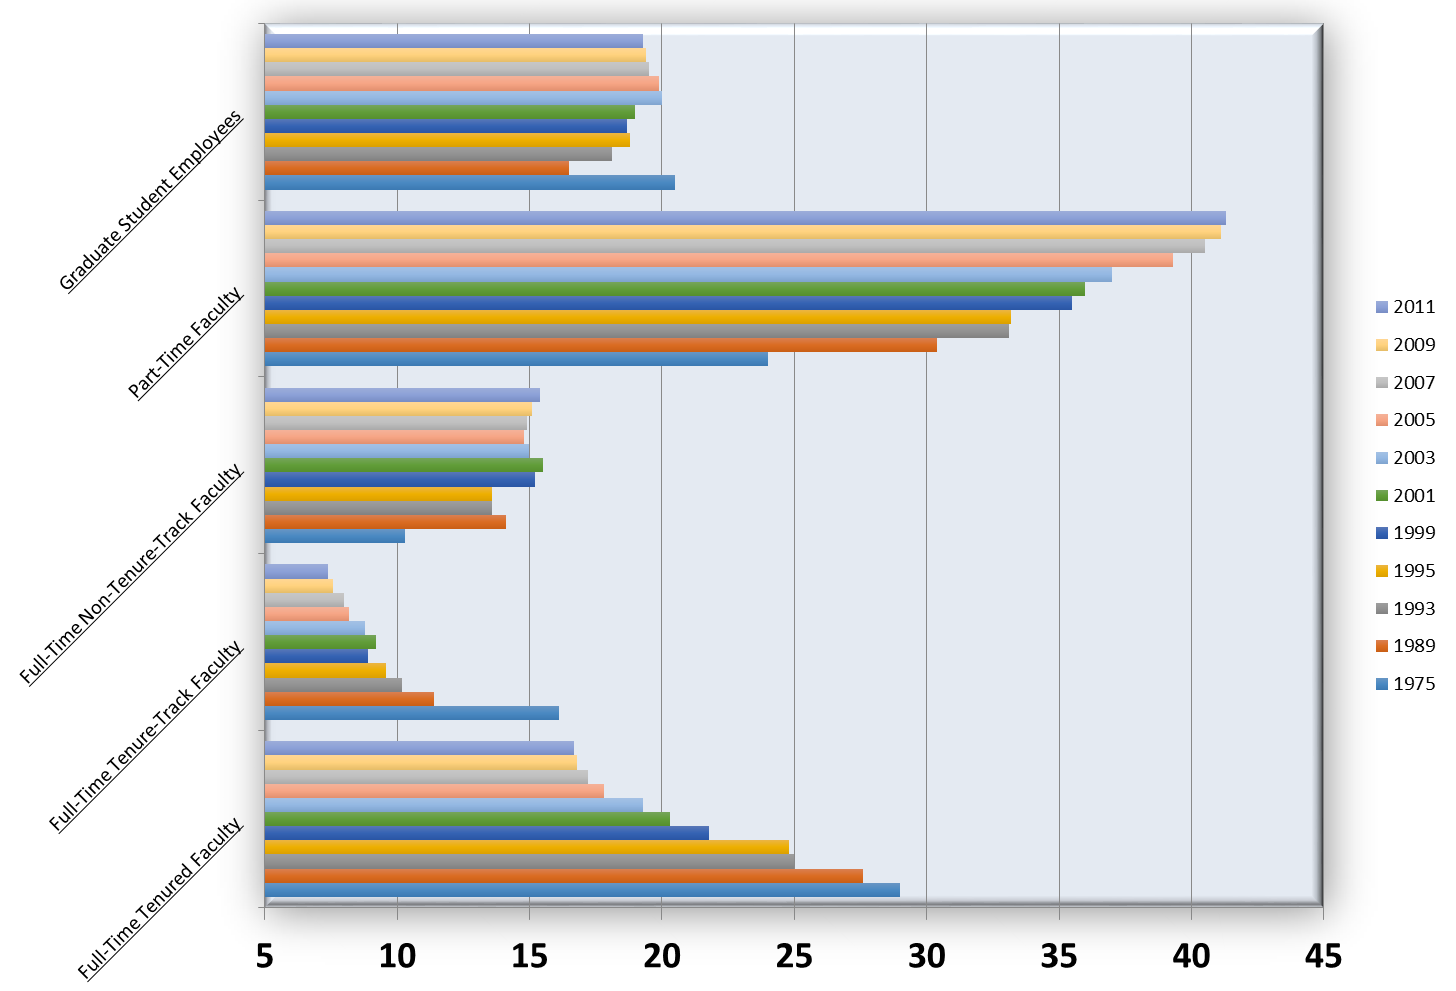 Graduate Student Employees
Part-Time Faculty
Full-Time Non-Tenure-Track Faculty
Full-Time Tenure-Track Faculty
Full-Time Tenured Faculty
5 10 15 20 25 30 35 40 45
2011
2009
2007
2005
2003
2001
1999
1995
1993
1989
1975